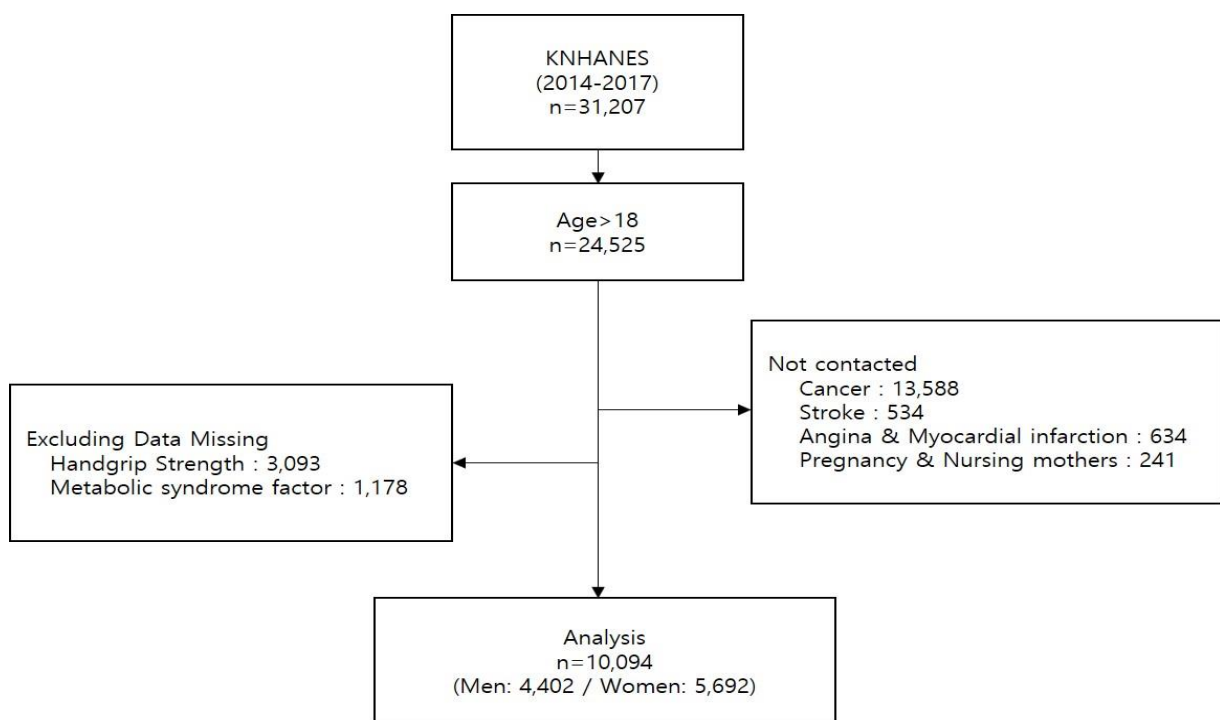 KNHANES
(2014-2017)
n=31,207
Age>18
n=24,525
Not contacted
Cancer : 13,588
Stroke : 534
Angina & Myocardial infarction : 634
Pregnancy & Nursing mothers : 241
Excluding Data Missing
Handgrip Strength : 3,093
Metabolic syndrome factor : 1,178
Analysis
n=10,094
(Men: 4,402 / Women: 5,692)